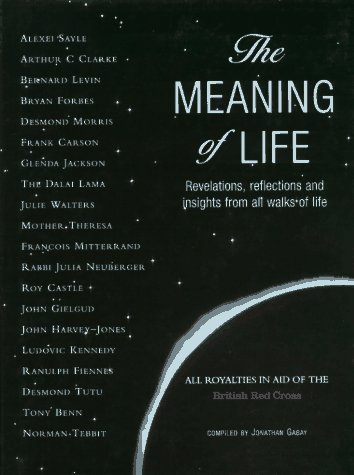 ALEXEI SAYLE
ARTHUR C CLARKE
BERNARD LEVIN
BRYAN FORBES
DESMOND MORRIS
FRANK CARSON
GLENDA JACKSON
THE DALAI LAMA
JULIE WALTERS
MOTHER THERESA
FRANÇOIS MITTERRAND
RABBI JULIA NEUBERGER
ROY CASTLE
JOHN GIELGUD
JOHN HARVEY-JONES
LUDOVIC KENNEDY
RANULPH FIENNES
DESMOND TUTU
TONY BENN
NORMAN TEBBIT
The
MEANING
of LIFE
Revelations, reflections and
insights from all walks of life
ALL ROYALTIES IN AID OF THE
British Red Cross
COMPILED BY JONATHAN GABAY